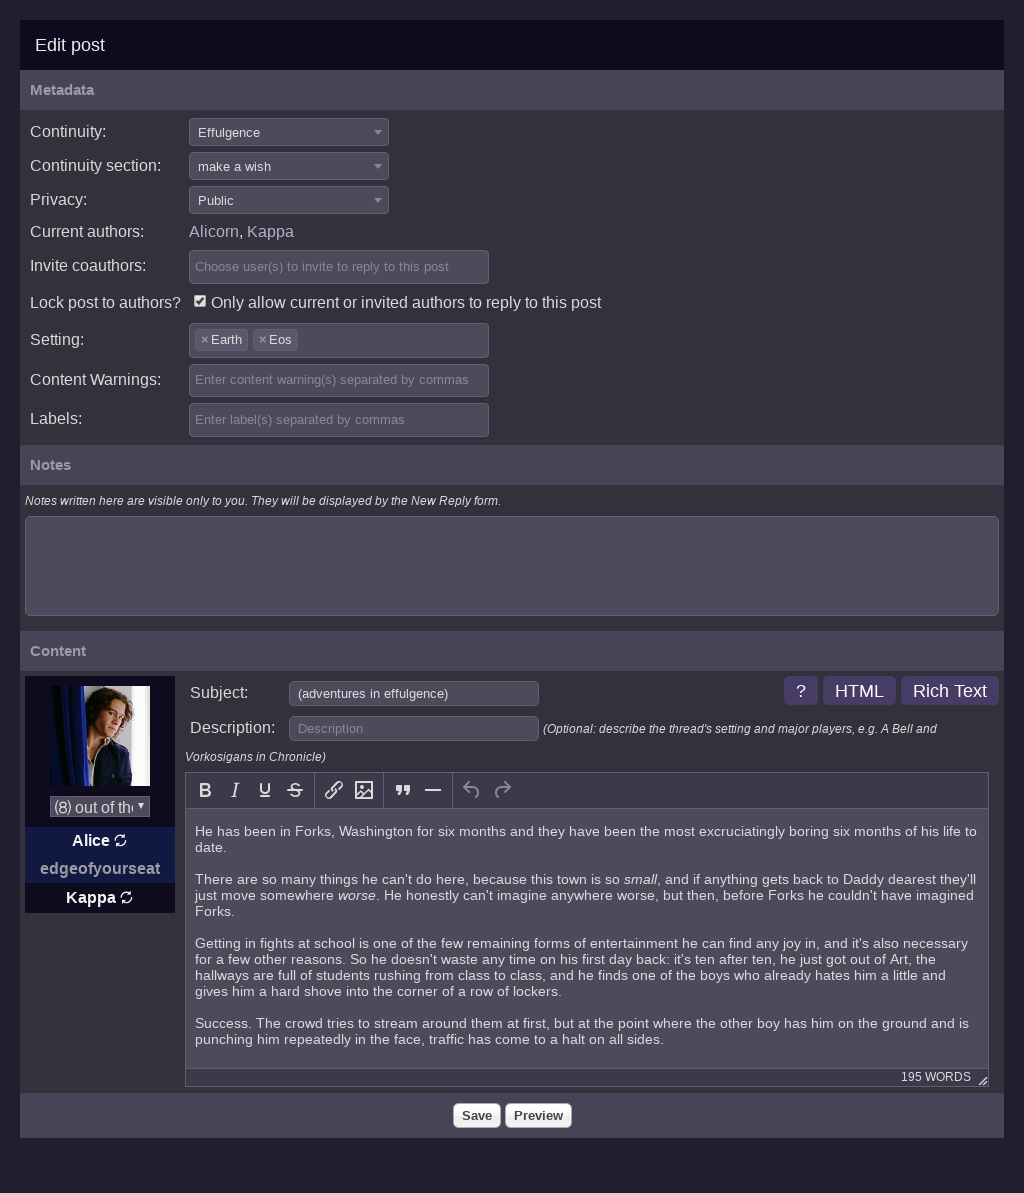 Edit post
Metadata
Continuity: Effulgence
Continuity section: make a wish
Privacy: Public
Current authors: Alicorn, Kappa
Invite coauthors: Choose user(s) to invite to reply to this post
Lock post to authors? Only allow current or invited authors to reply to this post
Setting: × Earth × Eos
Content Warnings: Enter content warning(s) separated by commas
Labels: Enter label(s) separated by commas
Notes
Notes written here are visible only to you. They will be displayed by the New Reply form.
Content
(8) out of the
Alice
edgeofyourseat
Kappa
Subject: (adventures in effulgence)
? HTML Rich Text
Description: Description (Optional: describe the thread's setting and major players, e.g. A Bell and
Vorkosigans in Chronicle)
B I U S
He has been in Forks, Washington for six months and they have been the most excruciatingly boring six months of his life to
date.
There are so many things he can't do here, because this town is so small, and if anything gets back to Daddy dearest they'll
just move somewhere worse. He honestly can't imagine anywhere worse, but then, before Forks he couldn't have imagined
Forks.
Getting in fights at school is one of the few remaining forms of entertainment he can find any joy in, and it's also necessary
for a few other reasons. So he doesn't waste any time on his first day back: it's ten after ten, he just got out of Art, the
hallways are full of students rushing from class to class, and he finds one of the boys who already hates him a little and
gives him a hard shove into the corner of a row of lockers.
Success. The crowd tries to stream around them at first, but at the point where the other boy has him on the ground and is
punching him repeatedly in the face, traffic has come to a halt on all sides.
195 WORDS
Save Preview